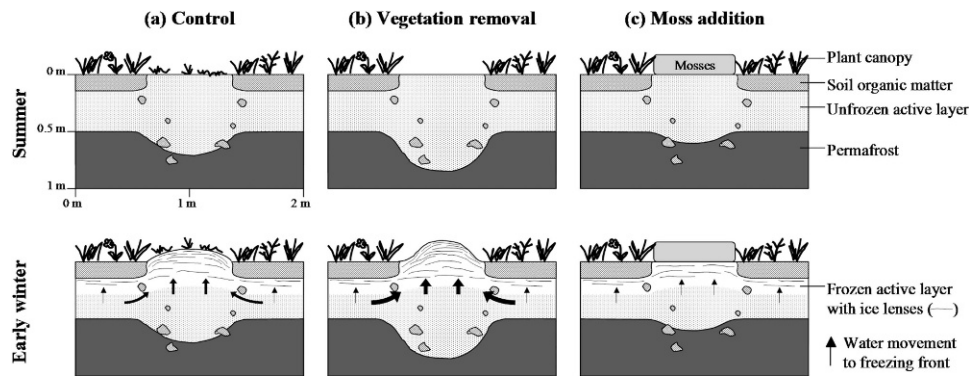 (a) Control
(b) Vegetation removal
(c) Moss addition
Summer
0 m
0.5 m
1 m
0 m
1 m
2 m
Mosses
Plant canopy
Soil organic matter
Unfrozen active layer
Permafrost
Early winter
Frozen active layer
with ice lenses (—)
Water movement
to freezing front